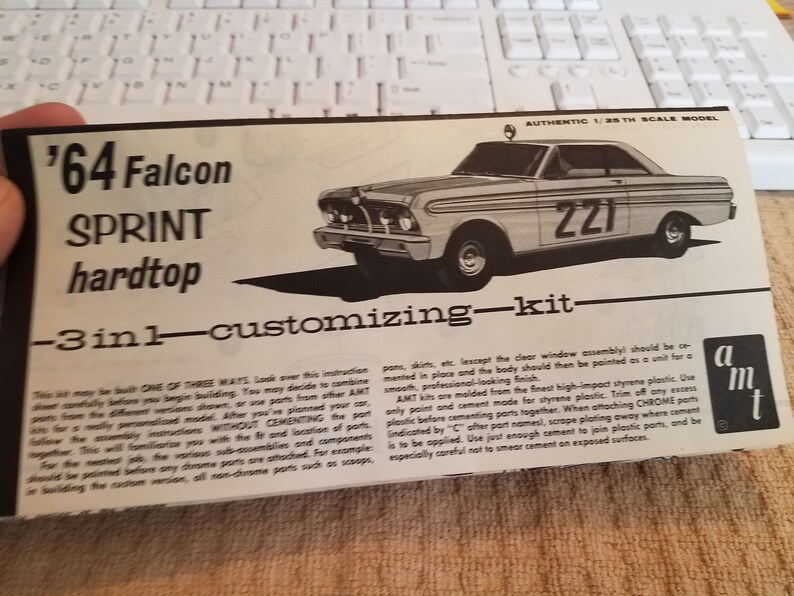 AUTHENTIC 1/25 TH SCALE MODEL
'64 Falcon
SPRINT
hardtop
221
3 in 1 customizing kit
This kit may be built ONE OF THREE WAYS. Look over this instruction
sheet carefully before you begin building. You may decide to combine
parts from the different versions shown, or use parts from other AMT
kits for a really personalized model. After you've planned your car,
follow the assembly instructions WITHOUT CEMENTING the part
together. This will familiarize you with the fit and location of parts.
For the neatest job, the various sub-assemblies and components
should be painted before any chrome parts are attached. For example:
in building the custom version, all non-chrome parts such as scoops,
pans, skirts, etc. (except the clear window assembly) should be ce-
mented in place and the body should then be painted as a unit for a
smooth, professional-looking finish.
AMT kits are molded from the finest high-impact styrene plastic. Use
only paint and cement made for styrene plastic. Trim off any excess
plastic before cementing parts together. When attaching CHROME parts
(indicated by "C" after part names), scrape plating away where cement
is to be applied. Use just enough cement to join plastic parts, and be
especially careful not to smear cement on exposed surfaces.
amt
©